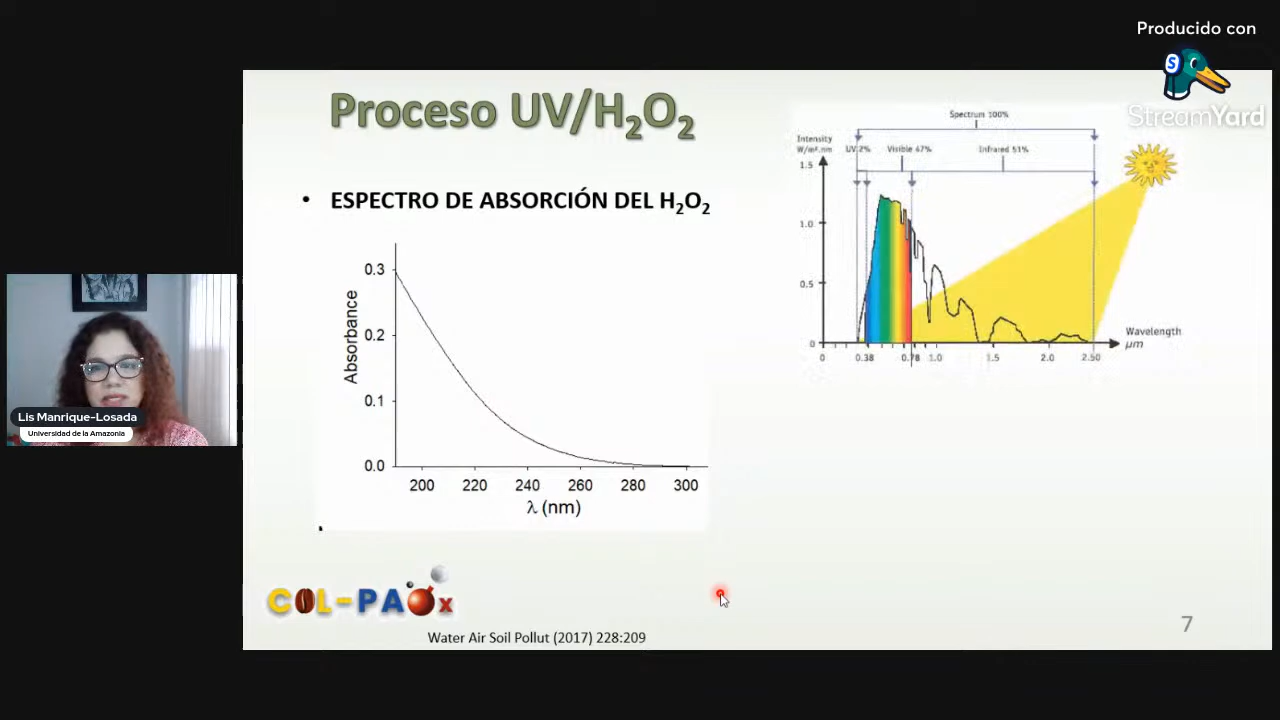 Producido con
S
StreamYard
Proceso UV/H₂O₂
• ESPECTRO DE ABSORCIÓN DEL H₂O₂
0.3
0.2
0.1
0.0
Absorbance
200 220 240 260 280 300
λ (nm)
Spectrum 100%
Intensity
W/m².nm
UV 2% Visible 47% Infrared 51%
1.5
1.0
0.5
0
0 0.38 0.78 1.0 1.5 2.0 2.50
Wavelength
μm
Lis Manrique-Losada
Universidad de la Amazonia
COL-PAOx
Water Air Soil Pollut (2017) 228:209
7